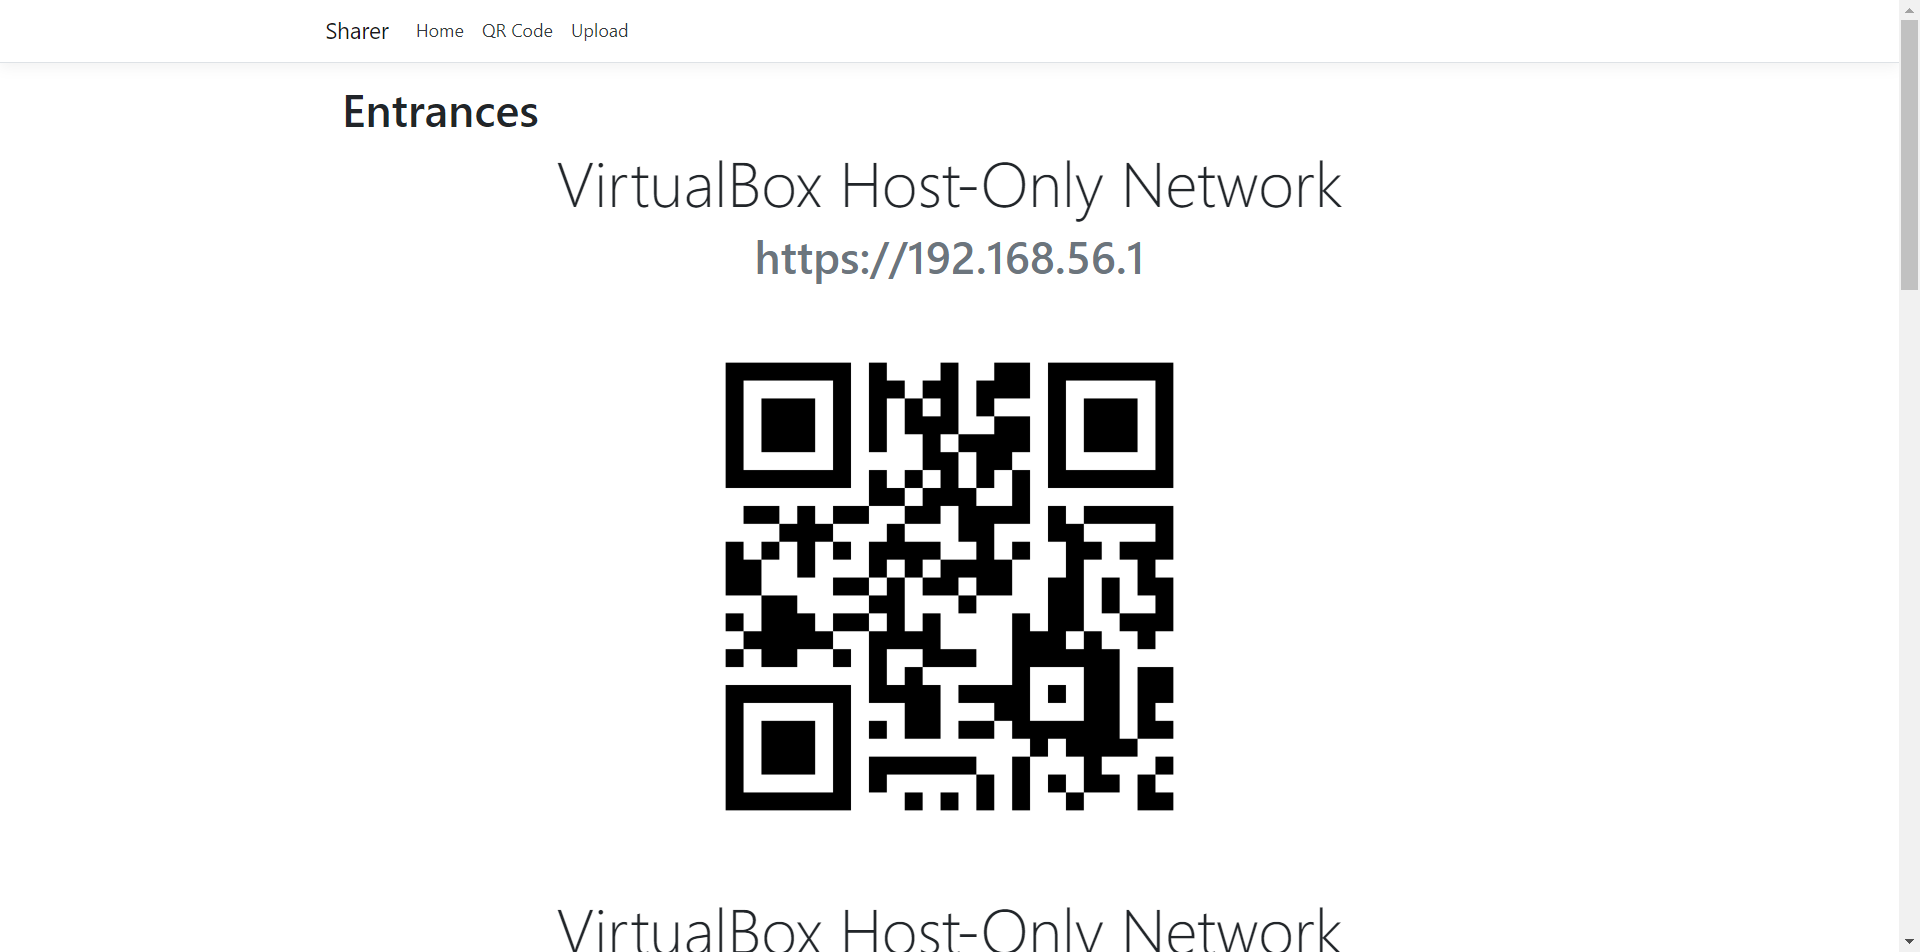 Sharer Home QR Code Upload
Entrances
VirtualBox Host-Only Network
https://192.168.56.1
VirtualBox Host-Only Network